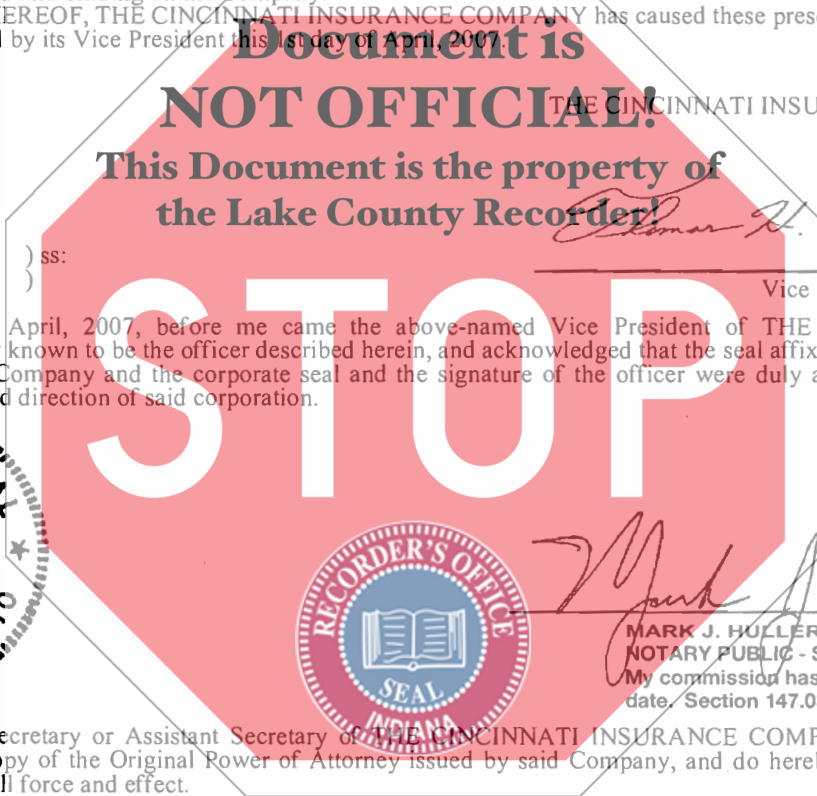 EREOF, THE CINCINNATI INSURANCE COMPANY has caused these prese
by its Vice President this 1st day of April, 2007.
Document is
NOT OFFICIAL!
THE CINCINNATI INSU
This Document is the property of
the Lake County Recorder!
Thomas H.
) ss:
)
Vice
STOP
April, 2007, before me came the above-named Vice President of THE
known to be the officer described herein, and acknowledged that the seal affix
Company and the corporate seal and the signature of the officer were duly a
d direction of said corporation.
RECORDER'S OFFICE
SEAL
INDIANA
Mark J
MARK J. HULLER
NOTARY PUBLIC - S
My commission has
date. Section 147.0
ecretary or Assistant Secretary of THE CINCINNATI INSURANCE COMP
py of the Original Power of Attorney issued by said Company, and do hereb
ll force and effect.